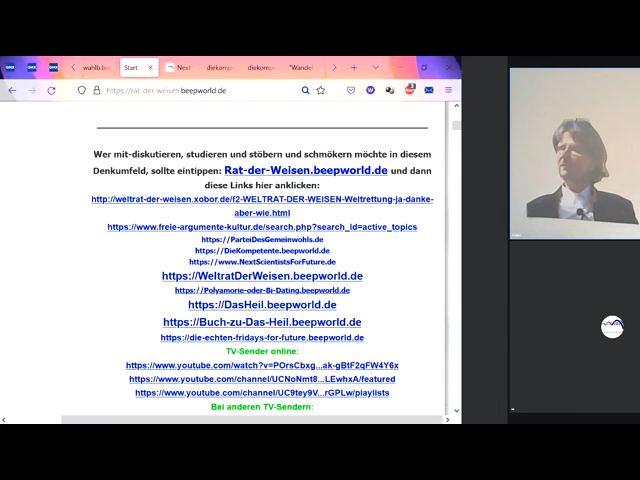 wahlb.be
Start
Next
diekompe
diekompe
"Wandel
https://rat-der-weisen.beepworld.de
Wer mit-diskutieren, studieren und stöbern und schmökern möchte in diesem
Denkumfeld, sollte eintippen: Rat-der-Weisen.beepworld.de und dann
diese Links hier anklicken:
http://weltrat-der-weisen.xobor.de/f2-WELTRAT-DER-WEISEN-Weltrettung-ja-danke-
aber-wie.html
https://www.freie-argumente-kultur.de/search.php?search_id=active_topics
https://ParteiDesGemeinwohls.de
https://DieKompetente.beepworld.de
https://www.NextScientistsForFuture.de
https://WeltratDerWeisen.beepworld.de
https://Polyamorie-oder-Bi-Dating.beepworld.de
https://DasHeil.beepworld.de
https://Buch-zu-Das-Heil.beepworld.de
https://die-echten-fridays-for-future.beepworld.de
TV-Sender online:
https://www.youtube.com/watch?v=POrsCbxg...ak-gBtF2qFW4Y6x
https://www.youtube.com/channel/UCNoNmt8...LEwhxA/featured
https://www.youtube.com/channel/UC9tey9V...rGPLw/playlists
Bei anderen TV-Sendern: